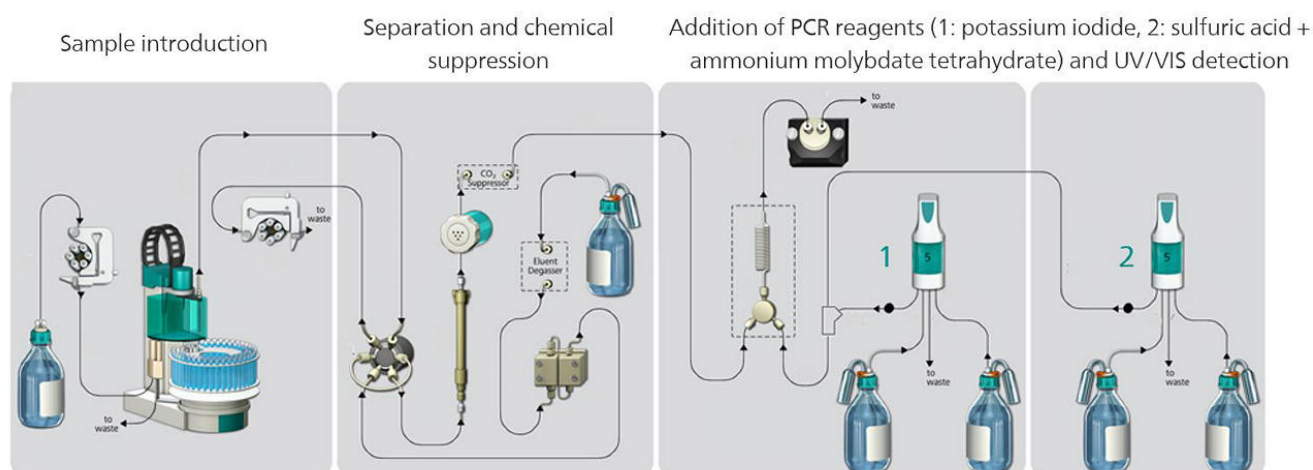 Sample introduction
Separation and chemical
suppression
Addition of PCR reagents (1: potassium iodide, 2: sulfuric acid +
ammonium molybdate tetrahydrate) and UV/VIS detection
to
waste
to
waste
CO₂
Suppressor
Eluent
Degasser
to
waste
1
5
to
waste
2
5
to
waste
to
waste